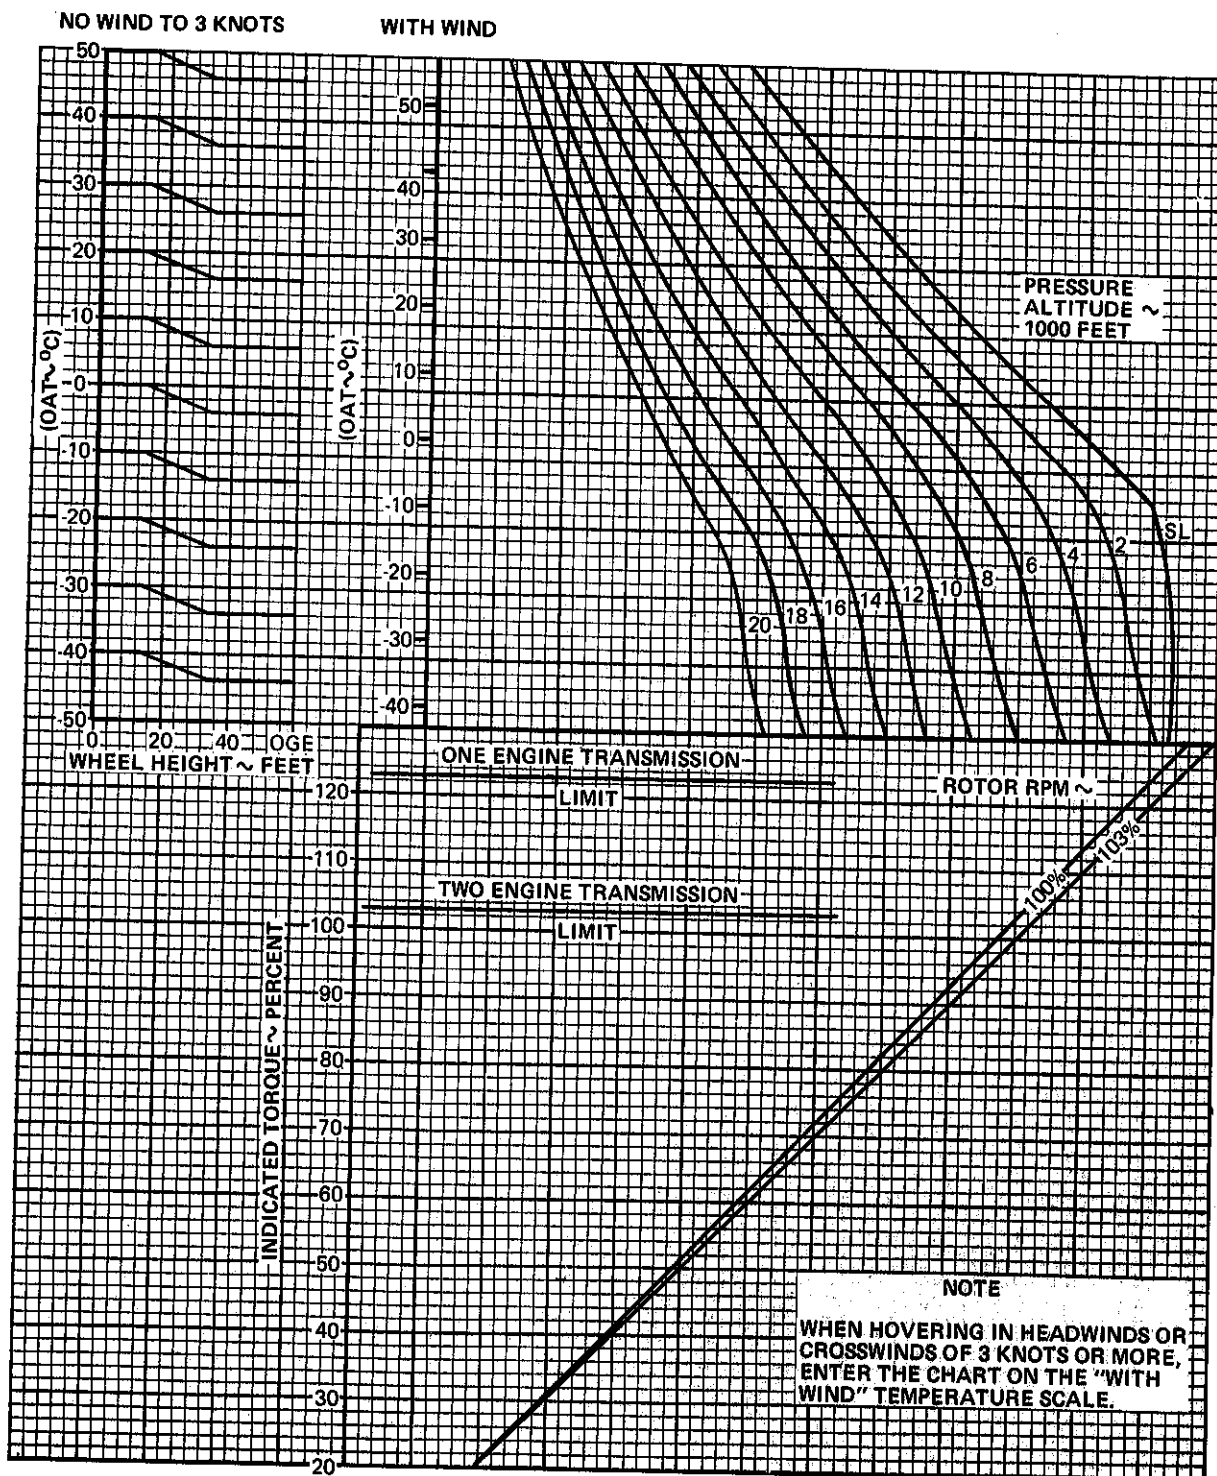 NO WIND TO 3 KNOTS
WITH WIND
50
40
30
20
10
0
-10
-20
-30
-40
-50
(OAT~°C)
0 20 40 OGE
WHEEL HEIGHT ~ FEET
50
40
30
20
10
0
-10
-20
-30
-40
(OAT~°C)
PRESSURE
ALTITUDE ~
1000 FEET
SL
2
4
6
8
10
12
14
16
18
20
ONE ENGINE TRANSMISSION
LIMIT
ROTOR RPM ~
100%
103%
TWO ENGINE TRANSMISSION
LIMIT
120
110
100
90
80
70
60
50
40
30
20
INDICATED TORQUE ~ PERCENT
NOTE
WHEN HOVERING IN HEADWINDS OR
CROSSWINDS OF 3 KNOTS OR MORE,
ENTER THE CHART ON THE "WITH
WIND" TEMPERATURE SCALE.